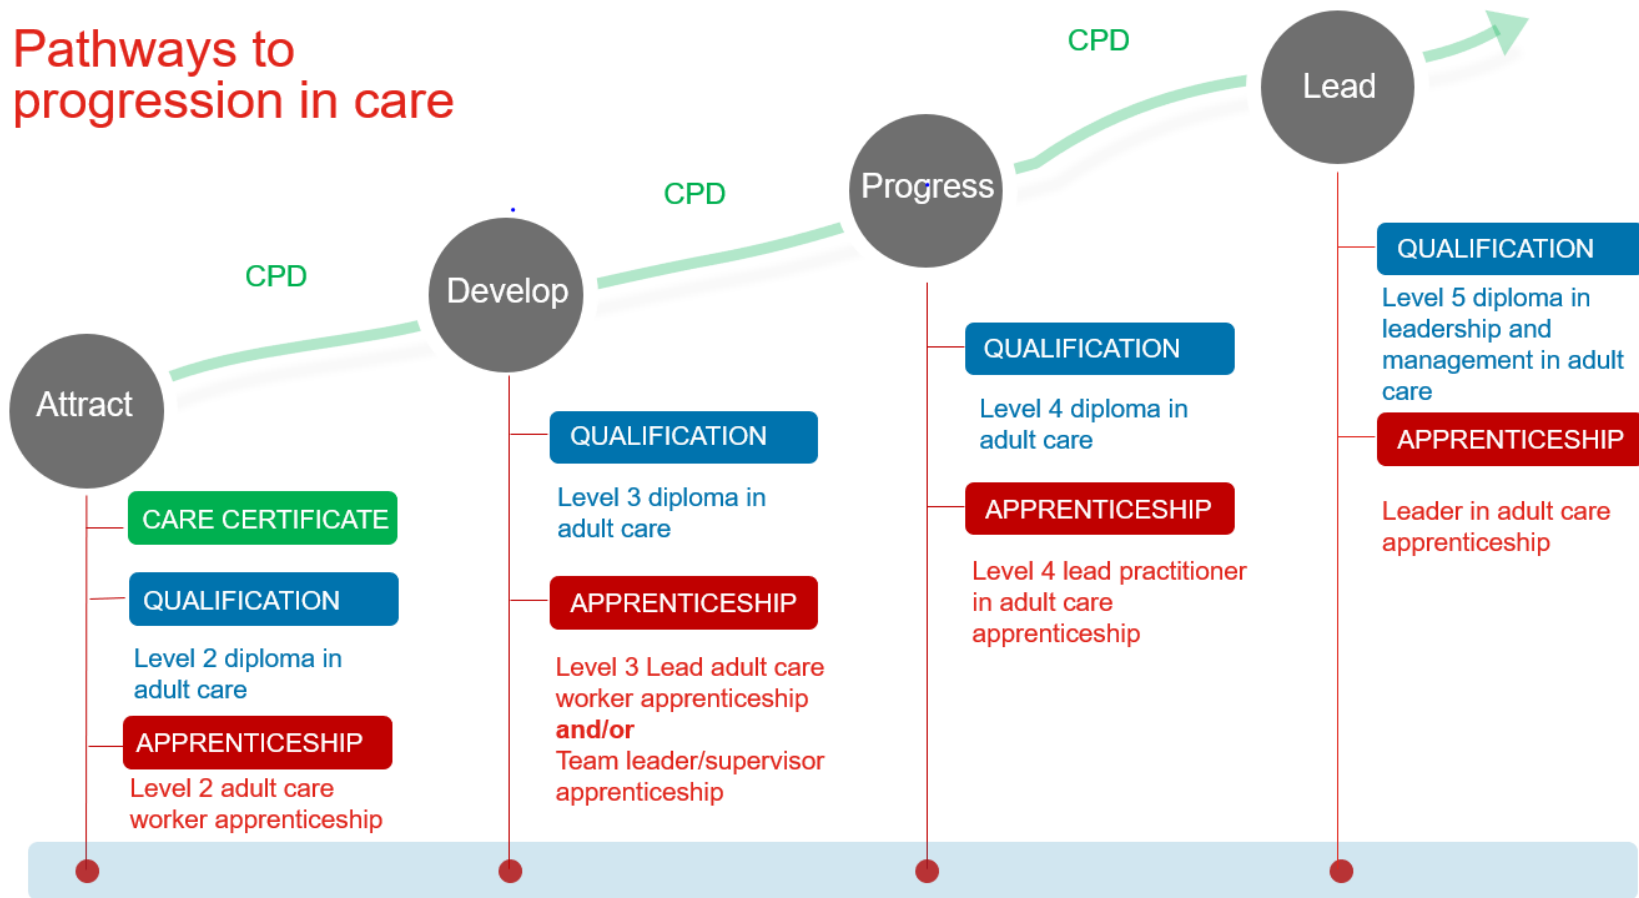 Pathways to
progression in care
Attract
CARE CERTIFICATE
QUALIFICATION
Level 2 diploma in
adult care
APPRENTICESHIP
Level 2 adult care
worker apprenticeship
CPD
Develop
QUALIFICATION
Level 3 diploma in
adult care
APPRENTICESHIP
Level 3 Lead adult care
worker apprenticeship
and/or
Team leader/supervisor
apprenticeship
CPD
Progress
QUALIFICATION
Level 4 diploma in
adult care
APPRENTICESHIP
Level 4 lead practitioner
in adult care
apprenticeship
CPD
Lead
QUALIFICATION
Level 5 diploma in
leadership and
management in adult
care
APPRENTICESHIP
Leader in adult care
apprenticeship